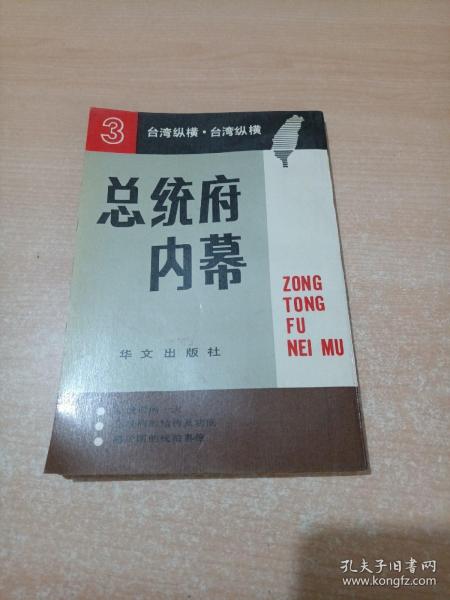 3
台湾纵横·台湾纵横
总统府
内幕
ZONG
TONG
FU
NEI MU
华文出版社
孔夫子旧书网
www.kongfz.com